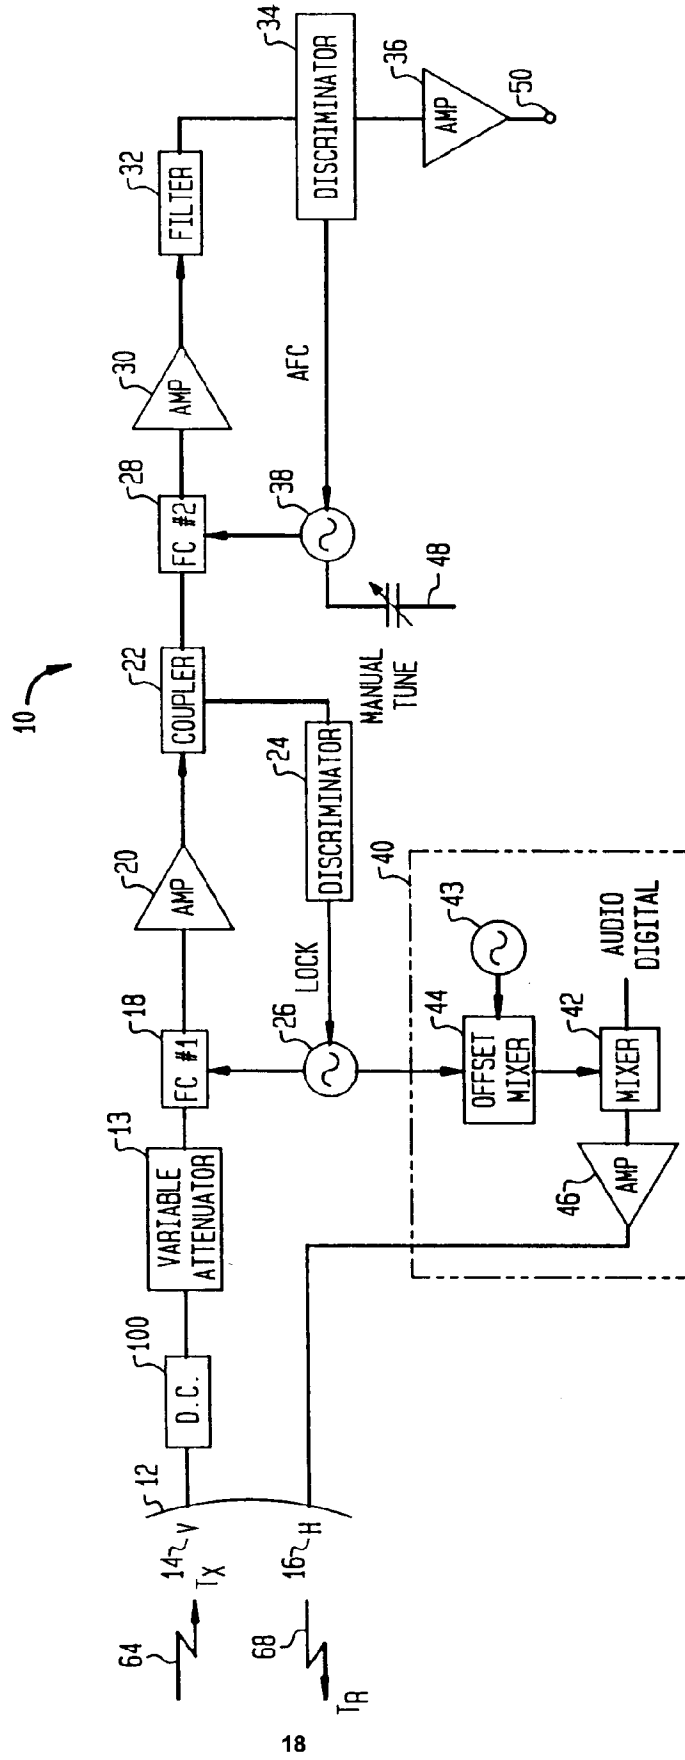 10
64
TX
14
V
12
100
D.C.
13
VARIABLE
ATTENUATOR
18
FC #1
20
AMP
22
COUPLER
28
FC #2
30
AMP
32
FILTER
34
DISCRIMINATOR
36
AMP
50
AFC
38
48
MANUAL
TUNE
24
DISCRIMINATOR
LOCK
26
68
TR
16
H
40
43
44
OFFSET
MIXER
42
MIXER
AUDIO
DIGITAL
46
AMP
18